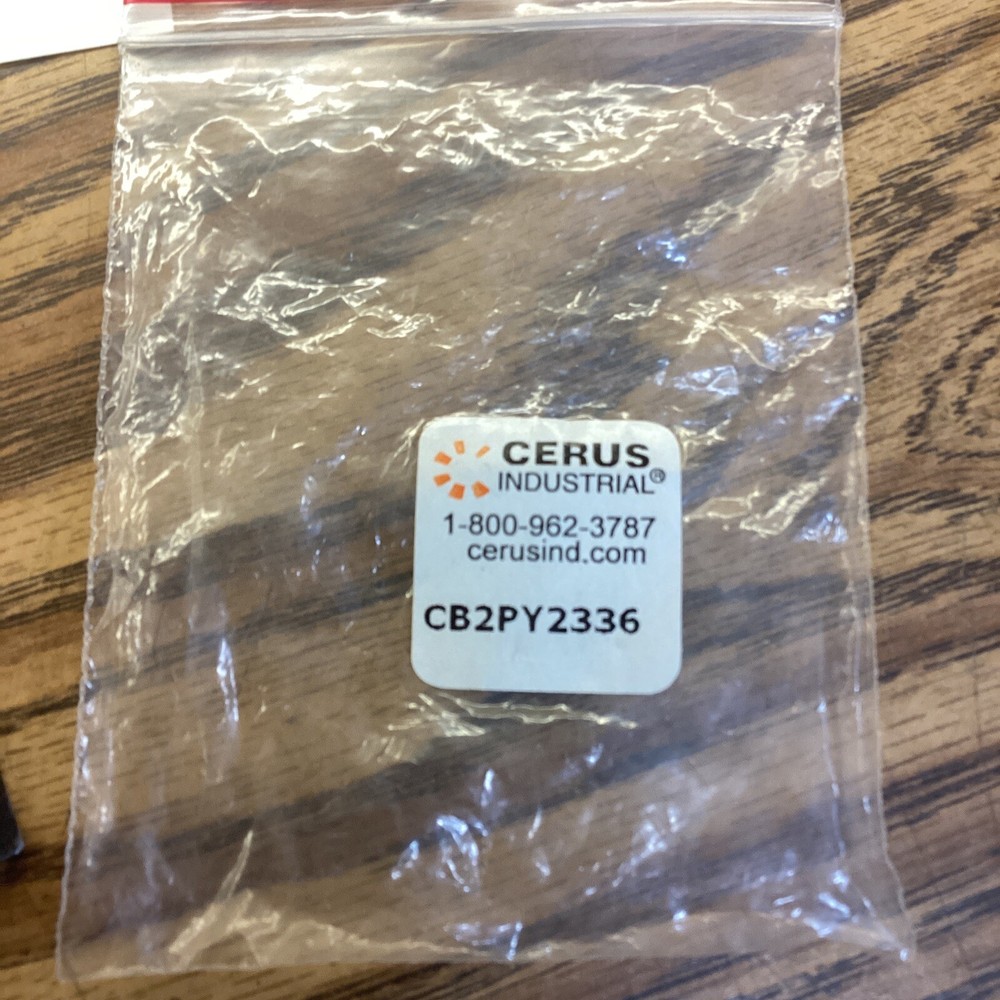 CERUS
INDUSTRIAL®
1-800-962-3787
cerusind.com
CB2PY2336